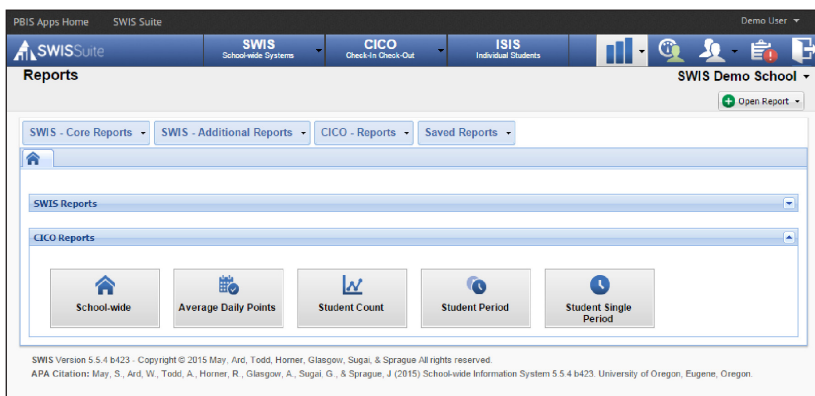 PBIS Apps Home SWIS Suite Demo User
SWISSuite
SWIS
School-wide Systems
CICO
Check-In Check-Out
ISIS
Individual Students
Reports
SWIS Demo School
Open Report
SWIS - Core Reports SWIS - Additional Reports CICO - Reports Saved Reports
SWIS Reports
CICO Reports
School-wide
Average Daily Points
Student Count
Student Period
Student Single
Period
SWIS Version 5.5.4 b423 - Copyright © 2015 May, Ard, Todd, Horner, Glasgow, Sugai, & Sprague All rights reserved.
APA Citation: May, S., Ard, W., Todd, A., Horner, R., Glasgow, A., Sugai, G., & Sprague, J (2015) School-wide Information System 5.5.4 b423. University of Oregon, Eugene, Oregon.